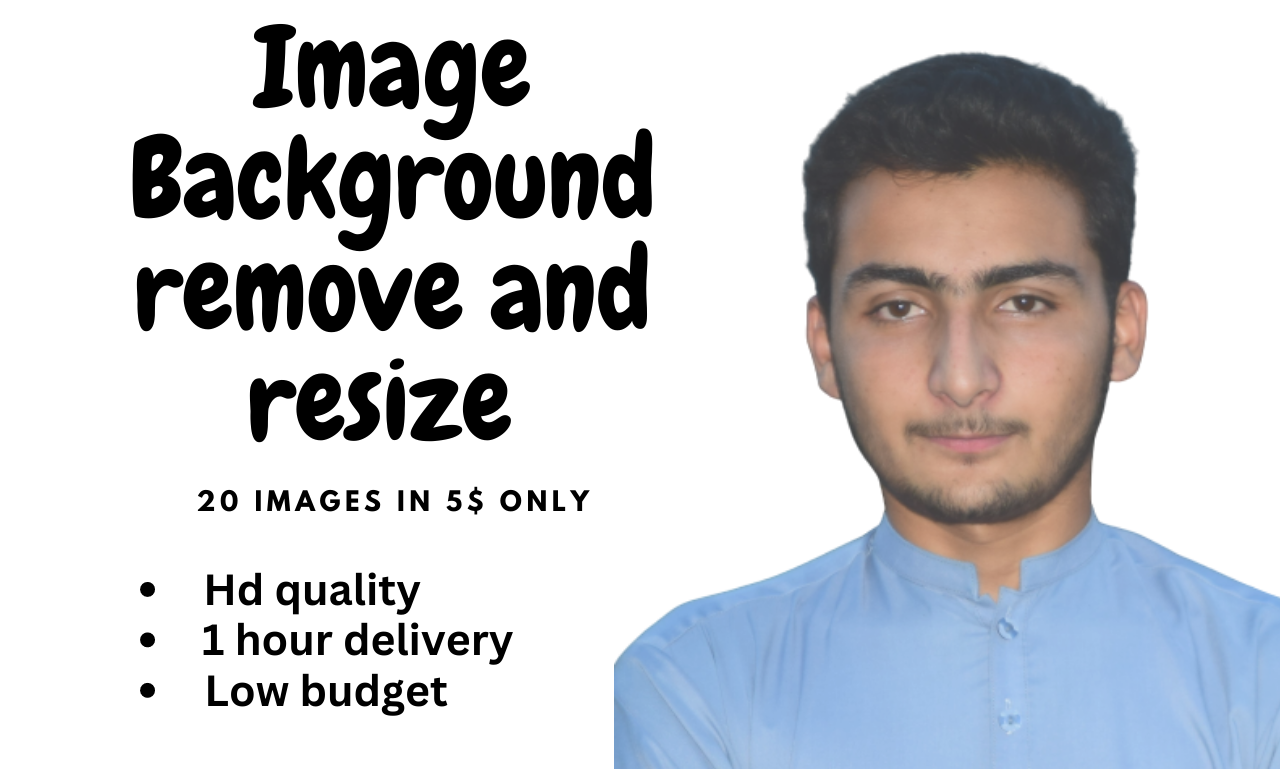 Image
Background
remove and
resize
20 IMAGES IN 5$ ONLY
• Hd quality
• 1 hour delivery
• Low budget